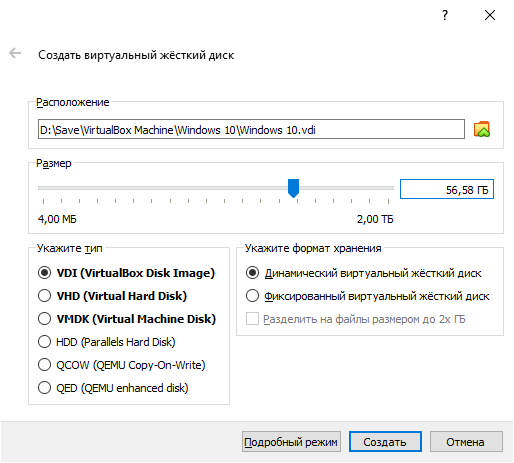 ?
Создать виртуальный жёсткий диск
Расположение
D:\Save\VirtualBox Machine\Windows 10\Windows 10.vdi
Размер
56,58 ГБ
4,00 МБ
2,00 ТБ
Укажите тип
VDI (VirtualBox Disk Image)
VHD (Virtual Hard Disk)
VMDK (Virtual Machine Disk)
HDD (Parallels Hard Disk)
QCOW (QEMU Copy-On-Write)
QED (QEMU enhanced disk)
Укажите формат хранения
Динамический виртуальный жёсткий диск
Фиксированный виртуальный жёсткий диск
Разделить на файлы размером до 2х ГБ
Подробный режим
Создать
Отмена